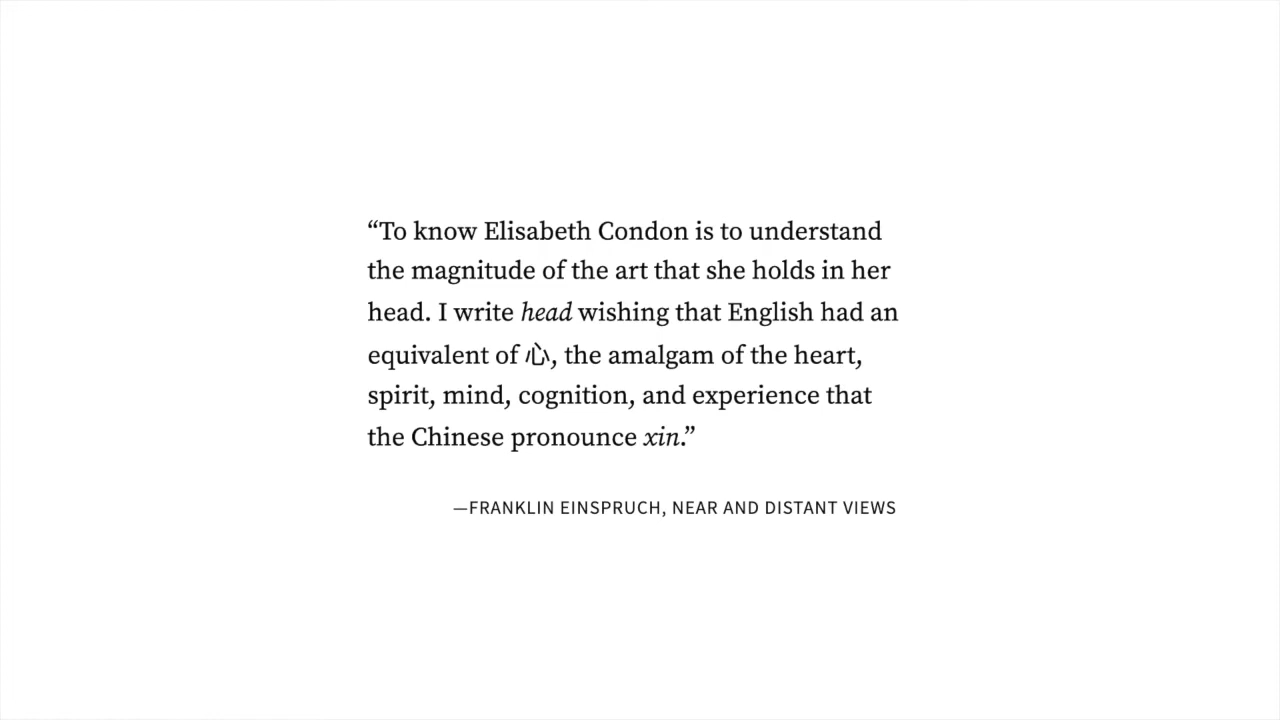 “To know Elisabeth Condon is to understand
the magnitude of the art that she holds in her
head. I write head wishing that English had an
equivalent of 心, the amalgam of the heart,
spirit, mind, cognition, and experience that
the Chinese pronounce xin.”
—FRANKLIN EINSPRUCH, NEAR AND DISTANT VIEWS